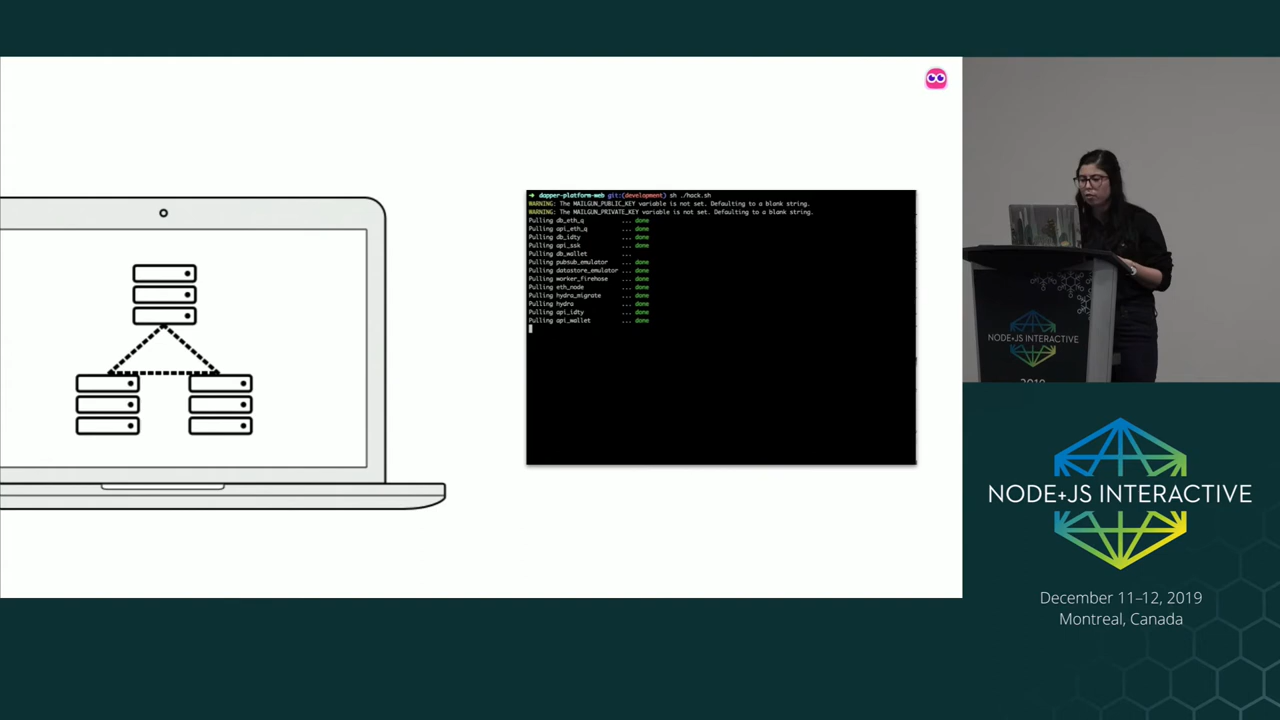 ➜ dapper-platform-web git:(development) sh ./hack.sh
WARNING: The MAILGUN_PUBLIC_KEY variable is not set. Defaulting to a blank string.
WARNING: The MAILGUN_PRIVATE_KEY variable is not set. Defaulting to a blank string.
Pulling db_eth_q ... done
Pulling api_eth_q ... done
Pulling db_idty ... done
Pulling api_ssk ... done
Pulling db_wallet ...
Pulling pubsub_emulator ... done
Pulling datastore_emulator ... done
Pulling worker_firehose ... done
Pulling eth_node ... done
Pulling hydra_migrate ... done
Pulling hydra ... done
Pulling api_idty ... done
Pulling api_wallet ... done
NODE+JS INTERACTIVE
2019
NODE+JS INTERACTIVE
December 11–12, 2019
Montreal, Canada